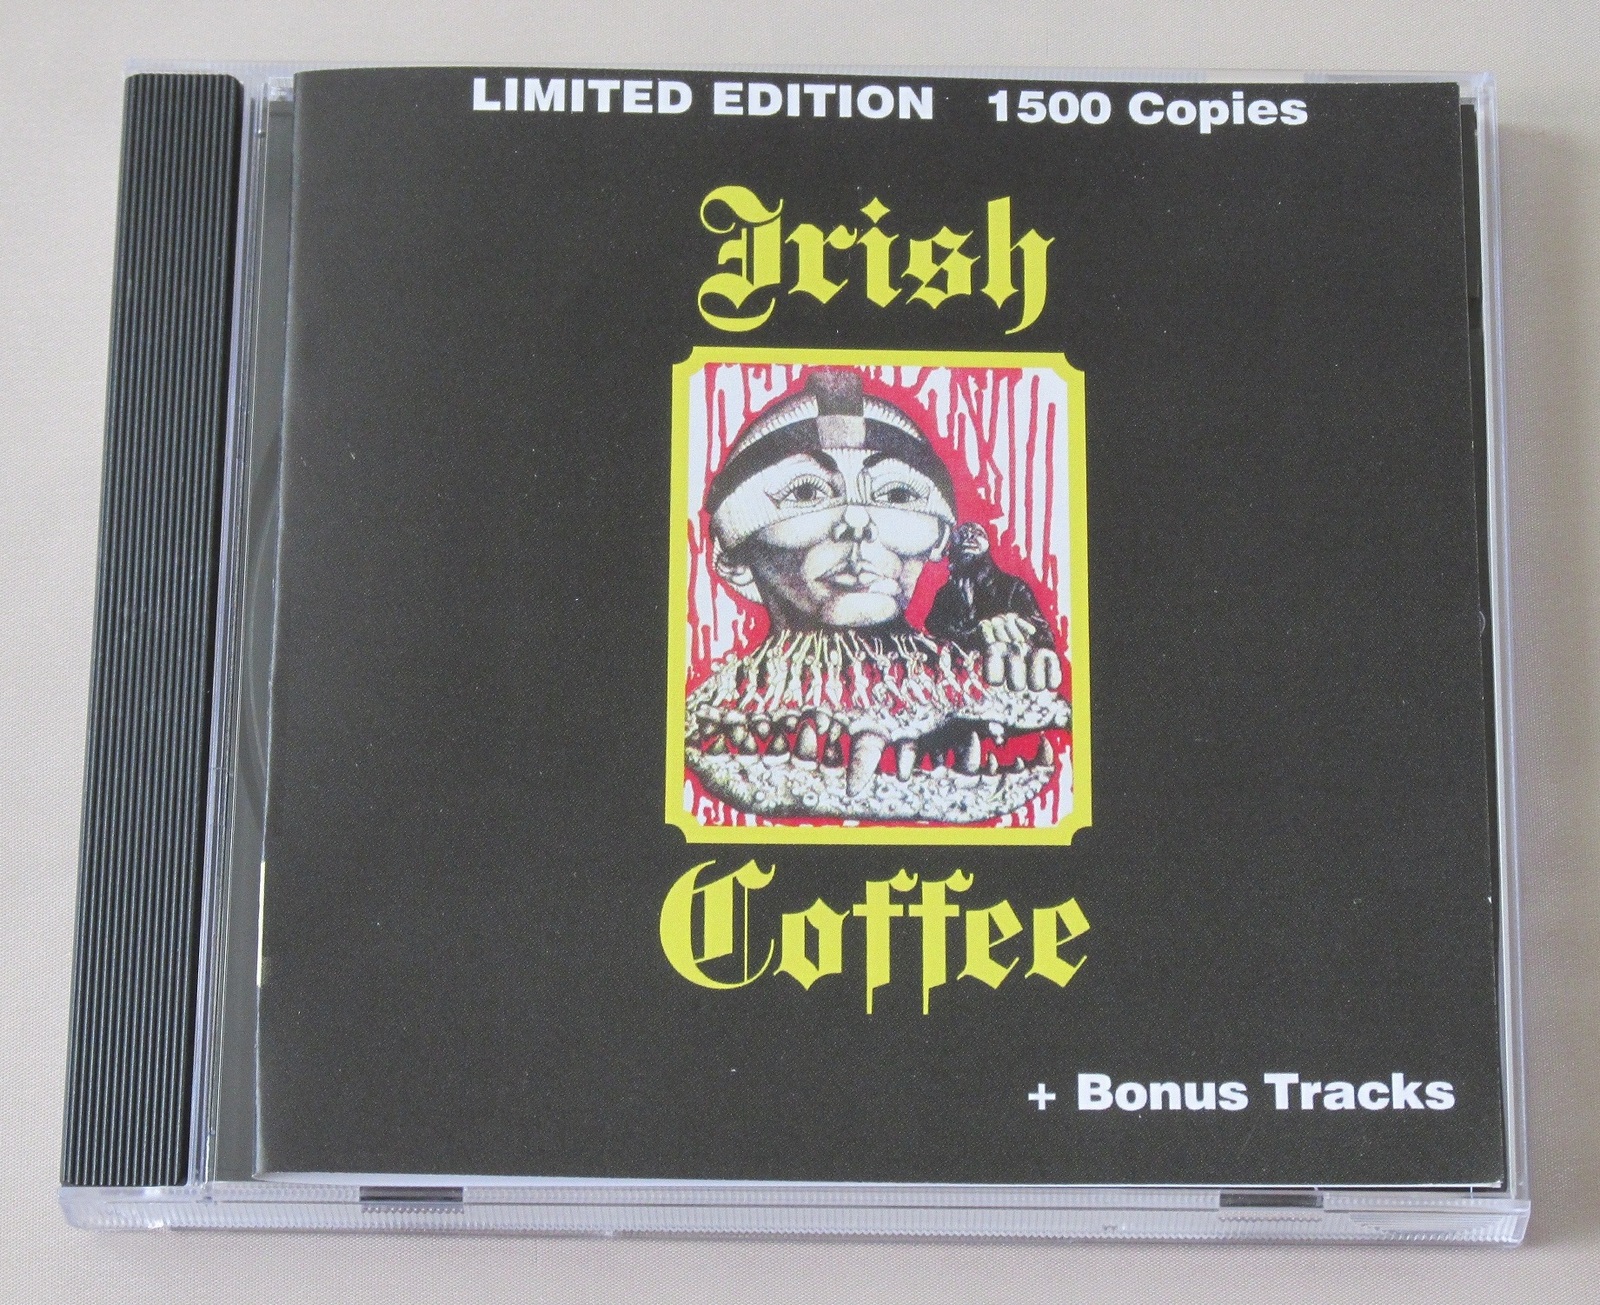 LIMITED EDITION 1500 Copies
Irish
Coffee
+ Bonus Tracks